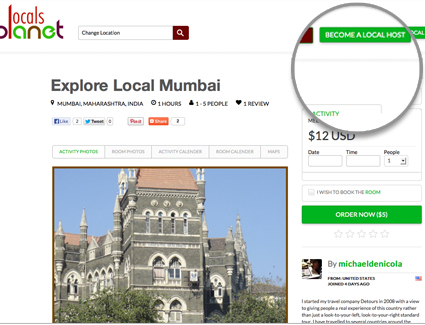 locals
planet
Change Location
BECOME A LOCAL HOST
LOCAL
Explore Local Mumbai
MUMBAI, MAHARASHTRA, INDIA 1 HOURS 1 - 5 PEOPLE 1 REVIEW
Like 2 Tweet 0 Pinit Share 2
ACTIVITY PHOTOS ROOM PHOTOS ACTIVITY CALENDER ROOM CALENDER MAPS
ACTIVITY
$12 USD
Date Time People
1
I WISH TO BOOK THE ROOM
ORDER NOW ($5)
By michaeldenicola
FROM: UNITED STATES
JOINED 4 DAYS AGO
I started my travel company Detours in 2008 with a view
to giving people a real experience of this country rather
than just a look-to-your-left, look-to-your-right standard
tour. I have travelled to several countries around the